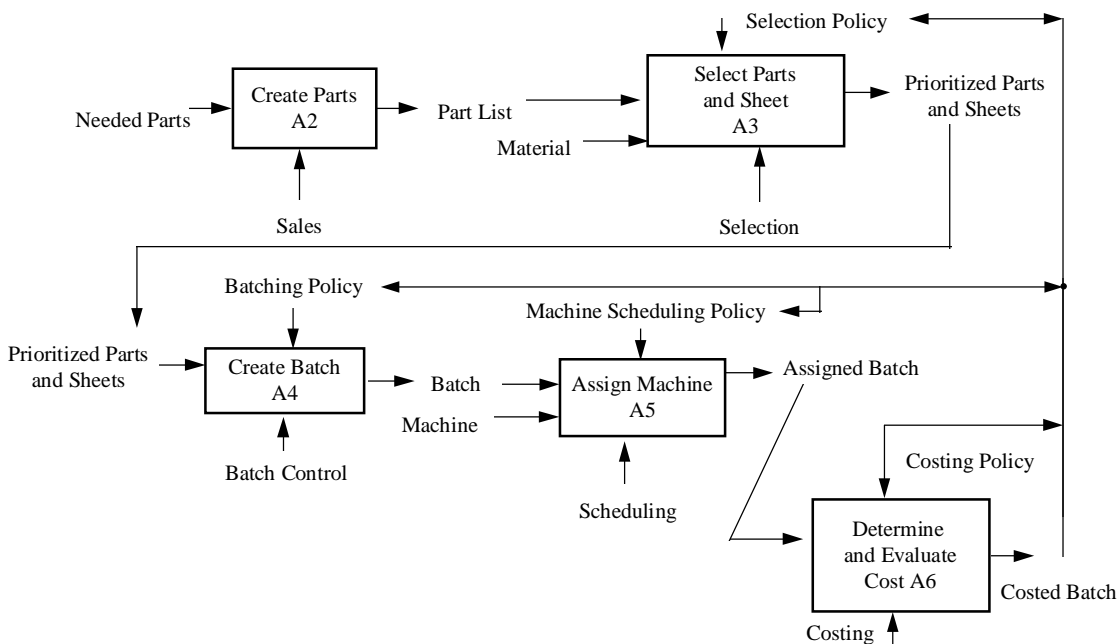 Selection Policy
Create Parts
A2
Needed Parts
Part List
Select Parts
and Sheet
A3
Material
Prioritized Parts
and Sheets
Sales
Selection
Batching Policy
Machine Scheduling Policy
Prioritized Parts
and Sheets
Create Batch
A4
Batch
Machine
Assign Machine
A5
Assigned Batch
Batch Control
Scheduling
Costing Policy
Determine
and Evaluate
Cost A6
Costed Batch
Costing